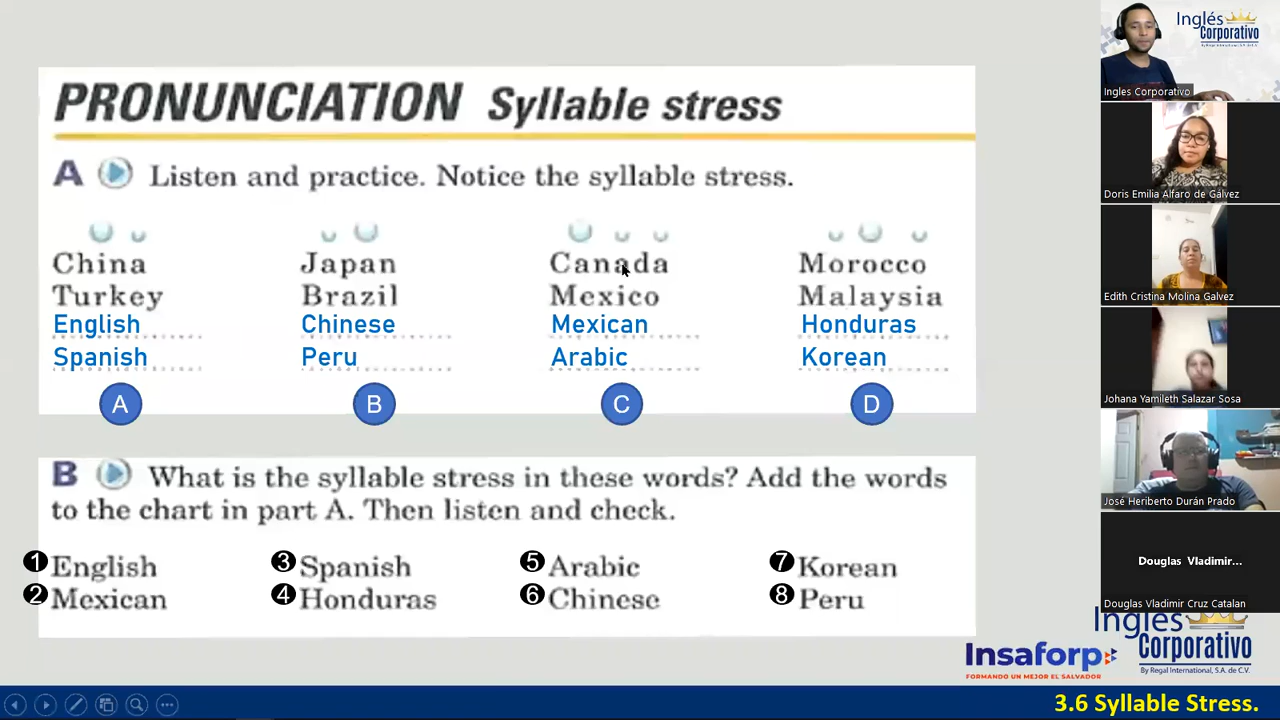 PRONUNCIATION Syllable stress
A Listen and practice. Notice the syllable stress.
China Japan Canada Morocco
Turkey Brazil Mexico Malaysia
English Chinese Mexican Honduras
Spanish Peru Arabic Korean
A B C D
B What is the syllable stress in these words? Add the words
to the chart in part A. Then listen and check.
1 English 3 Spanish 5 Arabic 7 Korean
2 Mexican 4 Honduras 6 Chinese 8 Peru
Inglés
Corporativo
By Regal International, S.A. de C.V.
Insaforp
FORMANDO UN MEJOR EL SALVADOR
3.6 Syllable Stress.
Inglés
Corporativo
Ingles Corporativo
Doris Emilia Alfaro de Gálvez
Edith Cristina Molina Galvez
Johana Yamileth Salazar Sosa
José Heriberto Durán Prado
Douglas Vladimir...
Douglas Vladimir Cruz Catalan